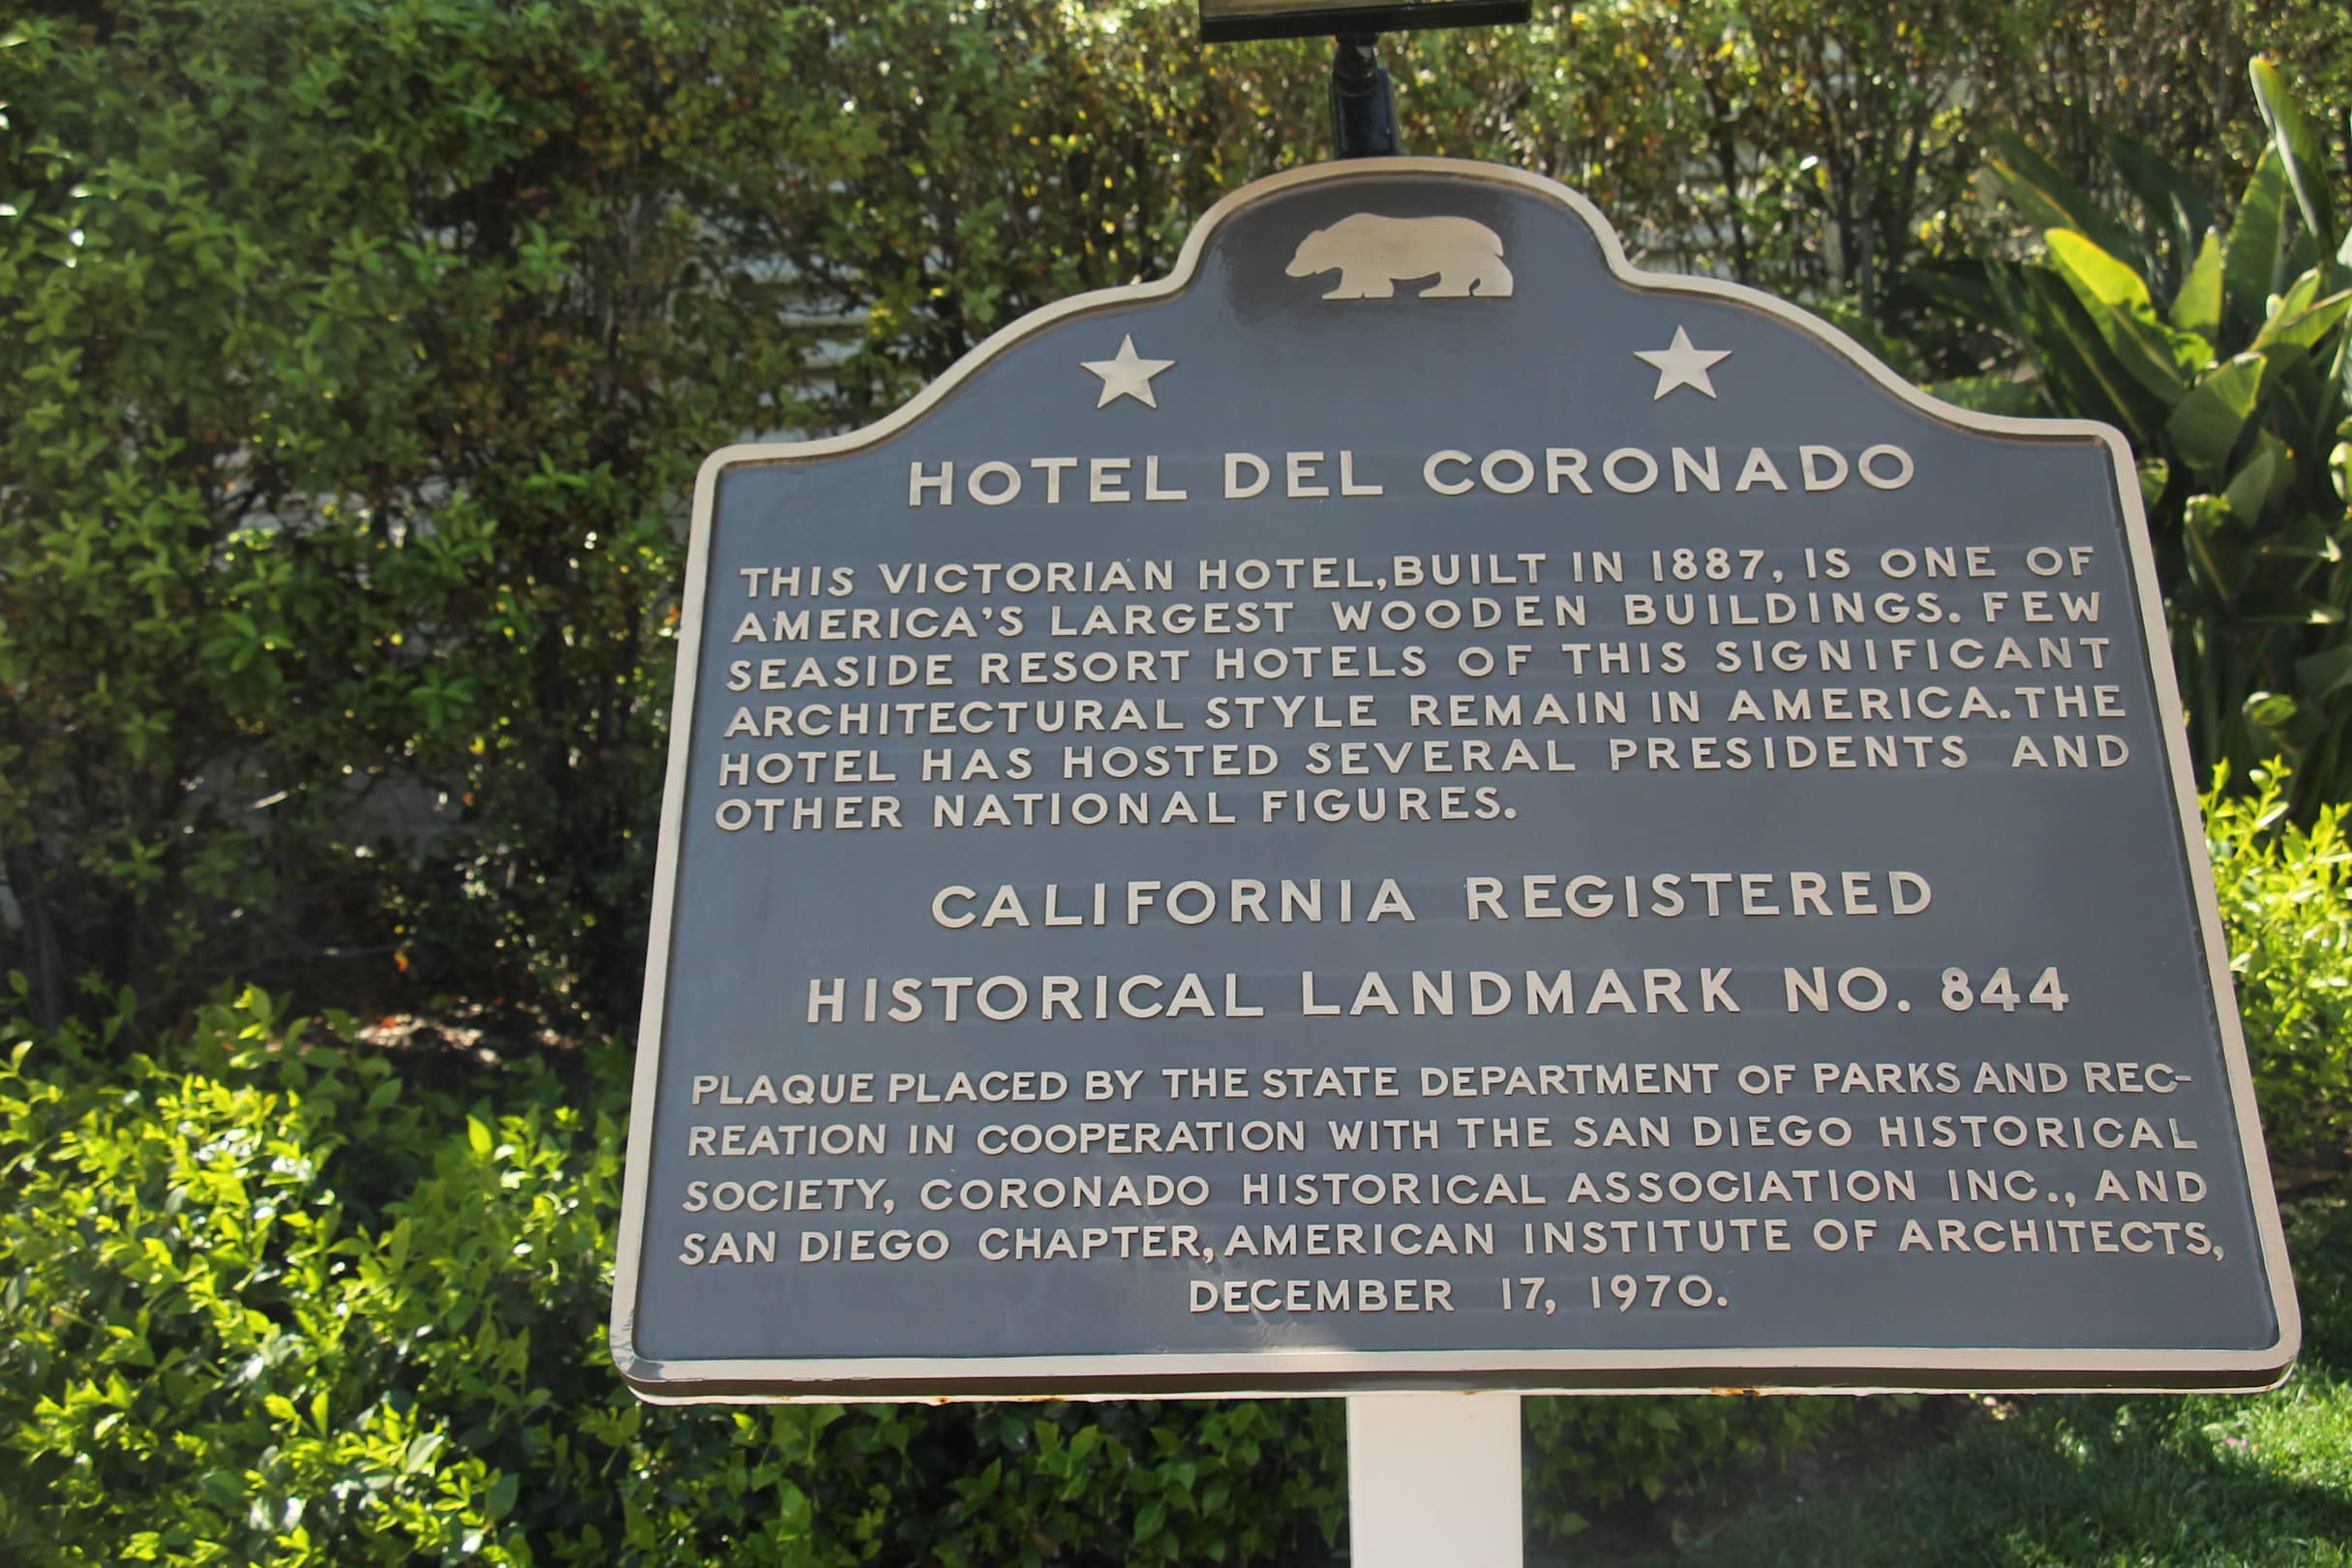 HOTEL DEL CORONADO
THIS VICTORIAN HOTEL, BUILT IN 1887, IS ONE OF
AMERICA'S LARGEST WOODEN BUILDINGS. FEW
SEASIDE RESORT HOTELS OF THIS SIGNIFICANT
ARCHITECTURAL STYLE REMAIN IN AMERICA. THE
HOTEL HAS HOSTED SEVERAL PRESIDENTS AND
OTHER NATIONAL FIGURES.
CALIFORNIA REGISTERED
HISTORICAL LANDMARK NO. 844
PLAQUE PLACED BY THE STATE DEPARTMENT OF PARKS AND REC-
REATION IN COOPERATION WITH THE SAN DIEGO HISTORICAL
SOCIETY, CORONADO HISTORICAL ASSOCIATION INC., AND
SAN DIEGO CHAPTER, AMERICAN INSTITUTE OF ARCHITECTS,
DECEMBER 17, 1970.